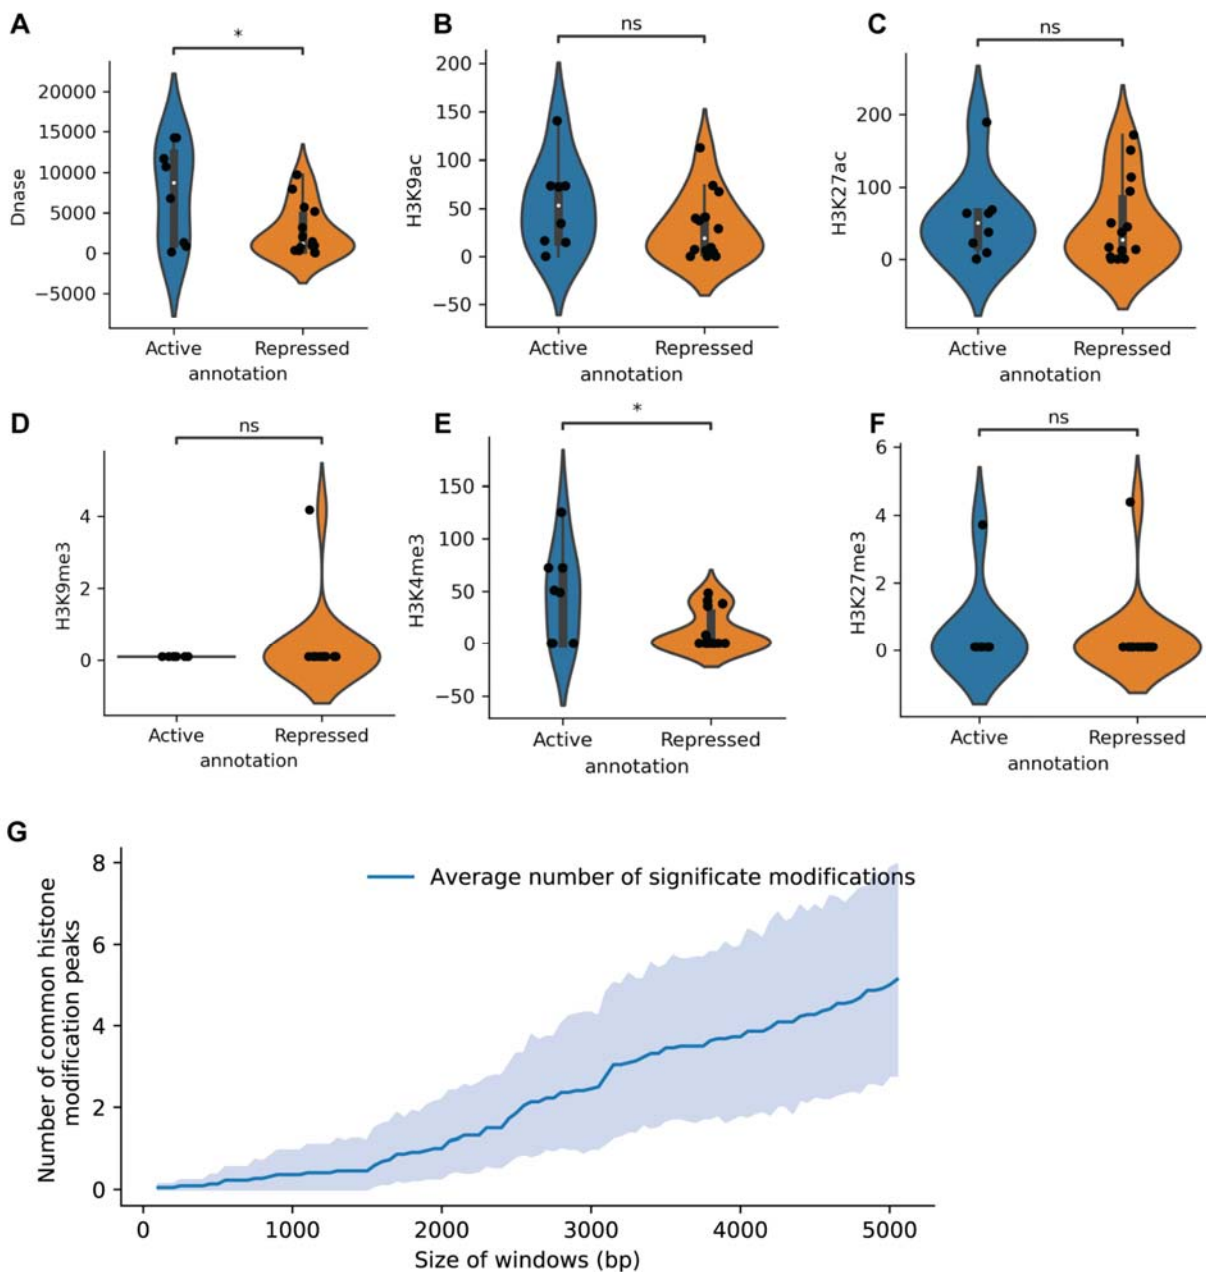 A
*
Dnase
20000
15000
10000
5000
0
−5000
Active
Repressed
annotation
B
ns
H3K9ac
200
150
100
50
0
−50
Active
Repressed
annotation
C
ns
H3K27ac
200
100
0
Active
Repressed
annotation
D
ns
H3K9me3
4
2
0
Active
Repressed
annotation
E
*
H3K4me3
150
100
50
0
−50
Active
Repressed
annotation
F
ns
H3K27me3
6
4
2
0
Active
Repressed
annotation
G
Number of common histone
modification peaks
8
6
4
2
0
Average number of significate modifications
0
1000
2000
3000
4000
5000
Size of windows (bp)